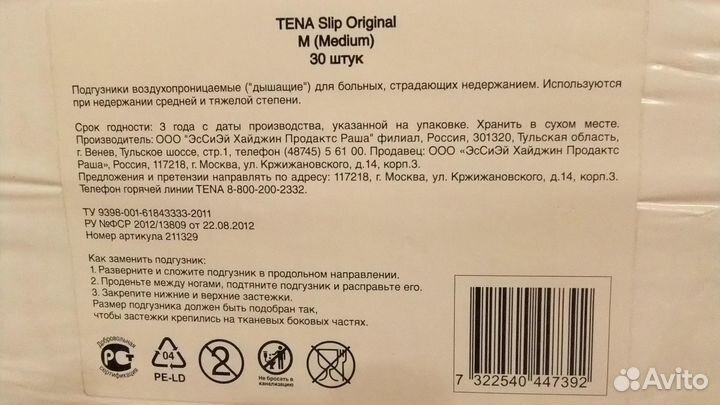 TENA Slip Original
M (Medium)
30 штук
Подгузники воздухопроницаемые ("дышащие") для больных, страдающих недержанием. Используются
при недержании средней и тяжелой степени.
Срок годности: 3 года с даты производства, указанной на упаковке. Хранить в сухом месте.
Производитель: ООО "ЭсСиЭй Хайджин Продактс Раша" филиал, Россия, 301320, Тульская область,
г. Венев, Тульское шоссе, стр.1, телефон (48745) 5 61 00. Продавец: ООО «ЭсСиЭй Хайджин Продактс
Раша», Россия, 117218, г. Москва, ул. Кржижановского, д.14, корп.3.
Предложения и претензии направлять по адресу: 117218, г. Москва, ул. Кржижановского, д.14, корп.3.
Телефон горячей линии TENA 8-800-200-2332.
ТУ 9398-001-61843333-2011
РУ №ФСР 2012/13809 от 22.08.2012
Номер артикула 211329
Как заменить подгузник:
1. Разверните и сложите подгузник в продольном направлении.
2. Проденьте между ногами, подтяните подгузник и расправьте его.
3. Закрепите нижние и верхние застежки.
Размер подгузника должен быть подобран так,
чтобы застежки крепились на тканевых боковых частях.
Добровольная
РСТ
сертификация
04
PE-LD
2
Не бросать в
канализацию
7 322540 447392
Avito